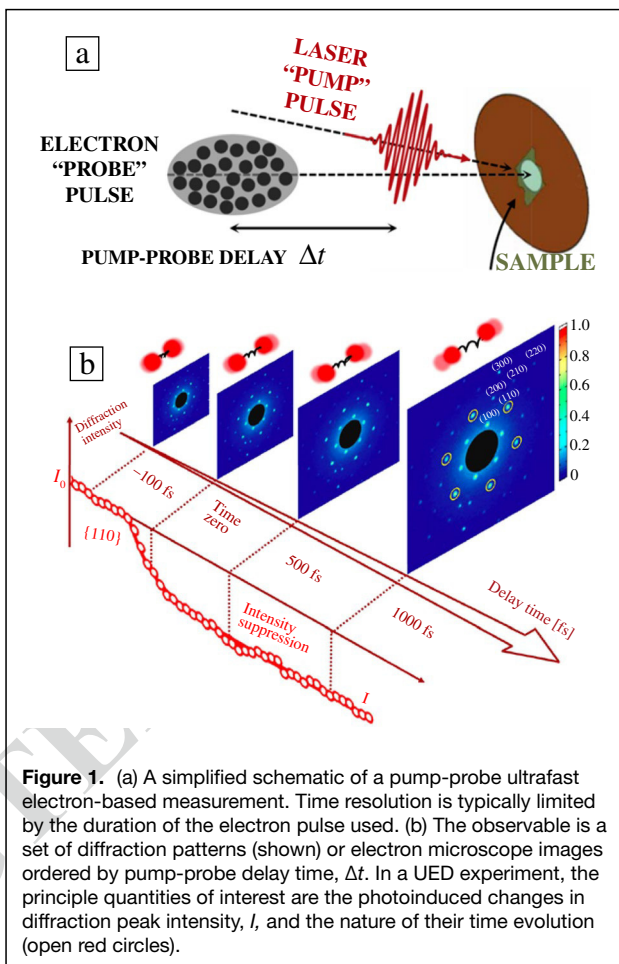 a
LASER
“PUMP”
PULSE
ELECTRON
“PROBE”
PULSE
PUMP-PROBE DELAY Δt
SAMPLE
b
1.0
0.8
0.6
0.4
0.2
0
(300)
(220)
(210)
(200)
(110)
(100)
Diffraction
intensity
I₀
–100 fs
{110}
Time
zero
500 fs
1000 fs
Delay time [fs]
Intensity
suppression
I
Figure 1. (a) A simplified schematic of a pump-probe ultrafast
electron-based measurement. Time resolution is typically limited
by the duration of the electron pulse used. (b) The observable is a
set of diffraction patterns (shown) or electron microscope images
ordered by pump-probe delay time, Δt. In a UED experiment, the
principle quantities of interest are the photoinduced changes in
diffraction peak intensity, I, and the nature of their time evolution
(open red circles).